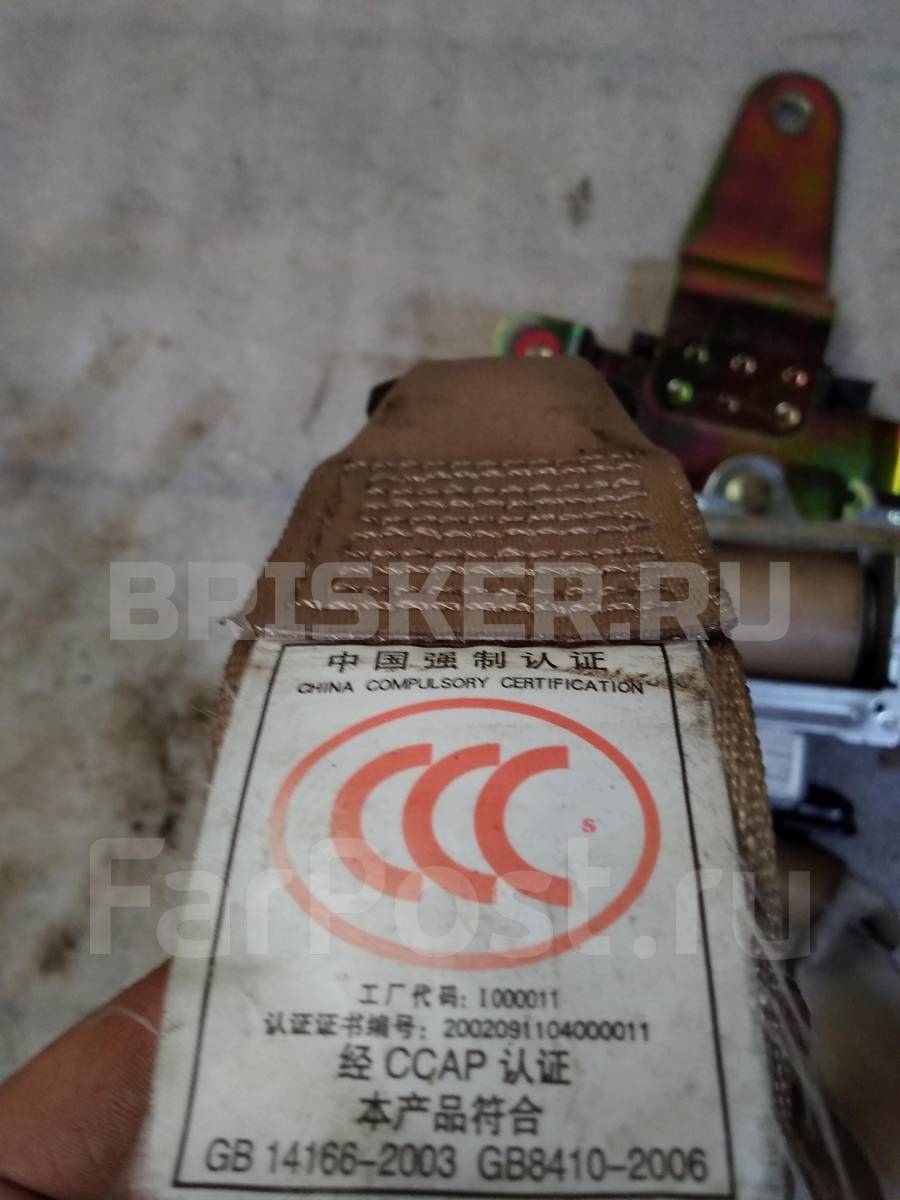 BRISKER.RU
中国强制认证
CHINA COMPULSORY CERTIFICATION
CCC
S
FarPost.ru
工厂代码: I000011
认证证书编号: 2002091104000011
经 CCAP 认证
本产品符合
GB 14166-2003 GB8410-2006